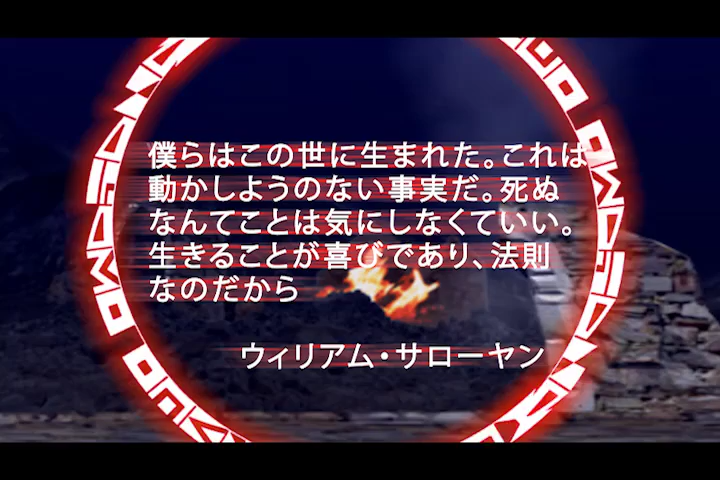 僕らはこの世に生まれた。これは
動かしようのない事実だ。死ぬ
なんてことは気にしなくていい。
生きることが喜びであり、法則
なのだから
ウィリアム・サローヤン